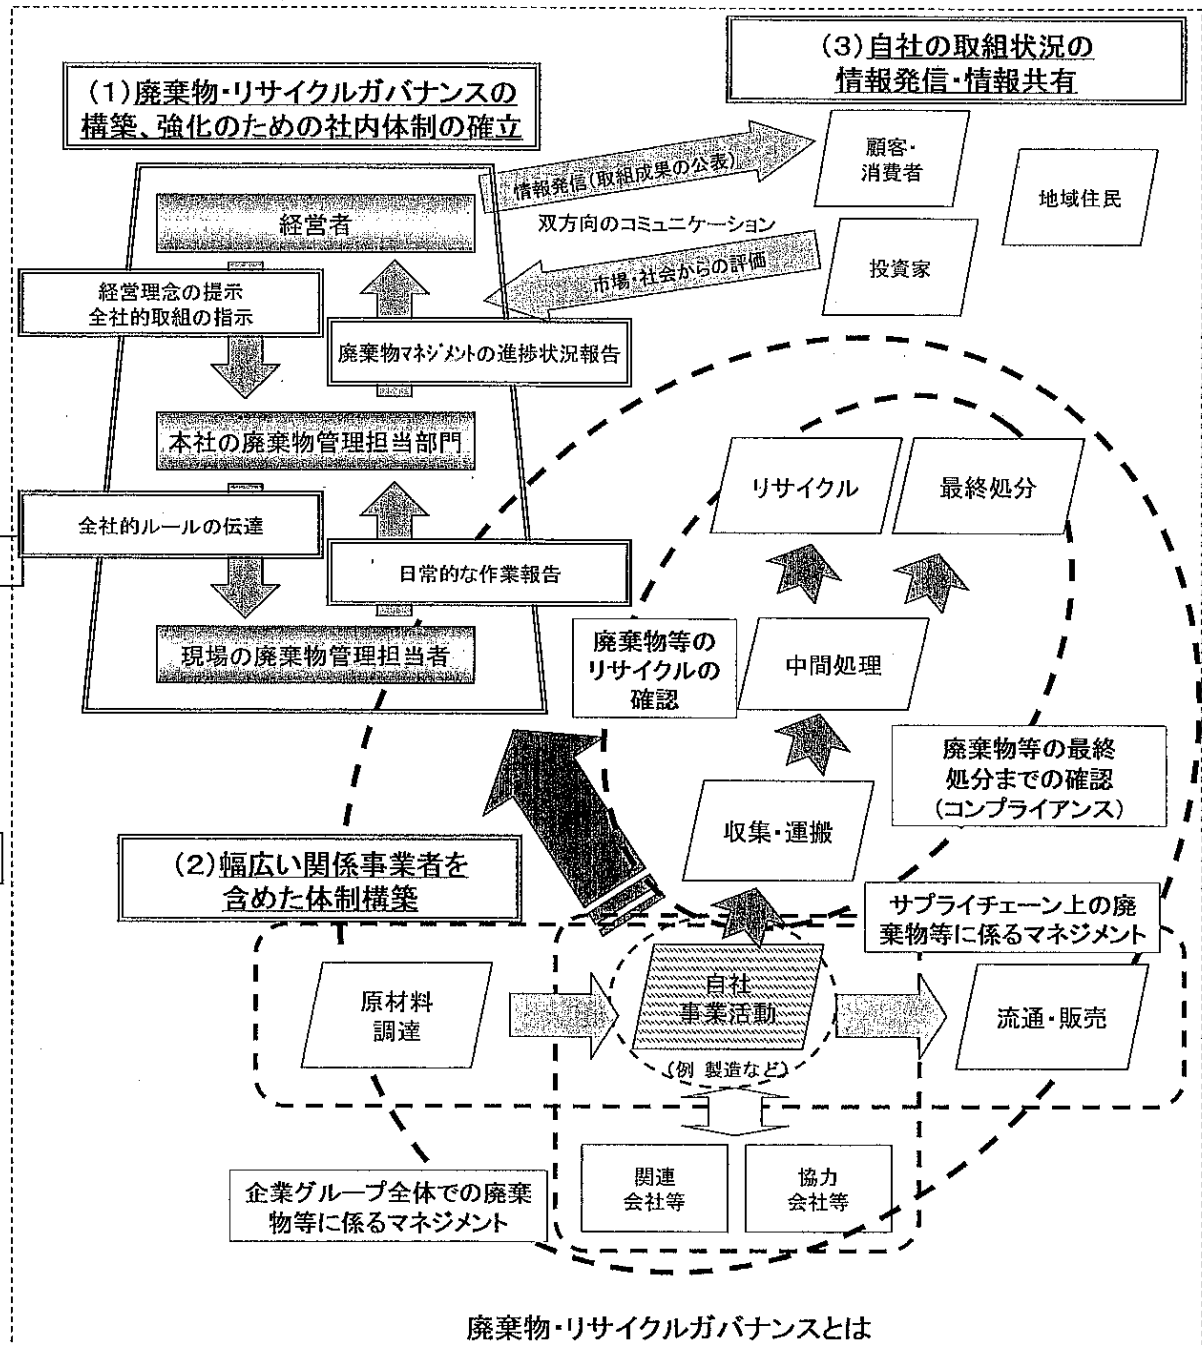 (3)自社の取組状況の
情報発信・情報共有
(1)廃棄物・リサイクルガバナンスの
構築、強化のための社内体制の確立
顧客・
消費者
地域住民
投資家
情報発信(取組成果の公表)
双方向のコミュニケーション
市場・社会からの評価
経営者
経営理念の提示
全社的取組の指示
廃棄物マネジメントの進捗状況報告
本社の廃棄物管理担当部門
全社的ルールの伝達
日常的な作業報告
現場の廃棄物管理担当者
リサイクル
最終処分
廃棄物等の
リサイクルの
確認
中間処理
廃棄物等の最終
処分までの確認
(コンプライアンス)
収集・運搬
(2)幅広い関係事業者を
含めた体制構築
サプライチェーン上の廃
棄物等に係るマネジメント
原材料
調達
自社
事業活動
(例 製造など)
流通・販売
関連
会社等
協力
会社等
企業グループ全体での廃棄
物等に係るマネジメント
廃棄物・リサイクルガバナンスとは